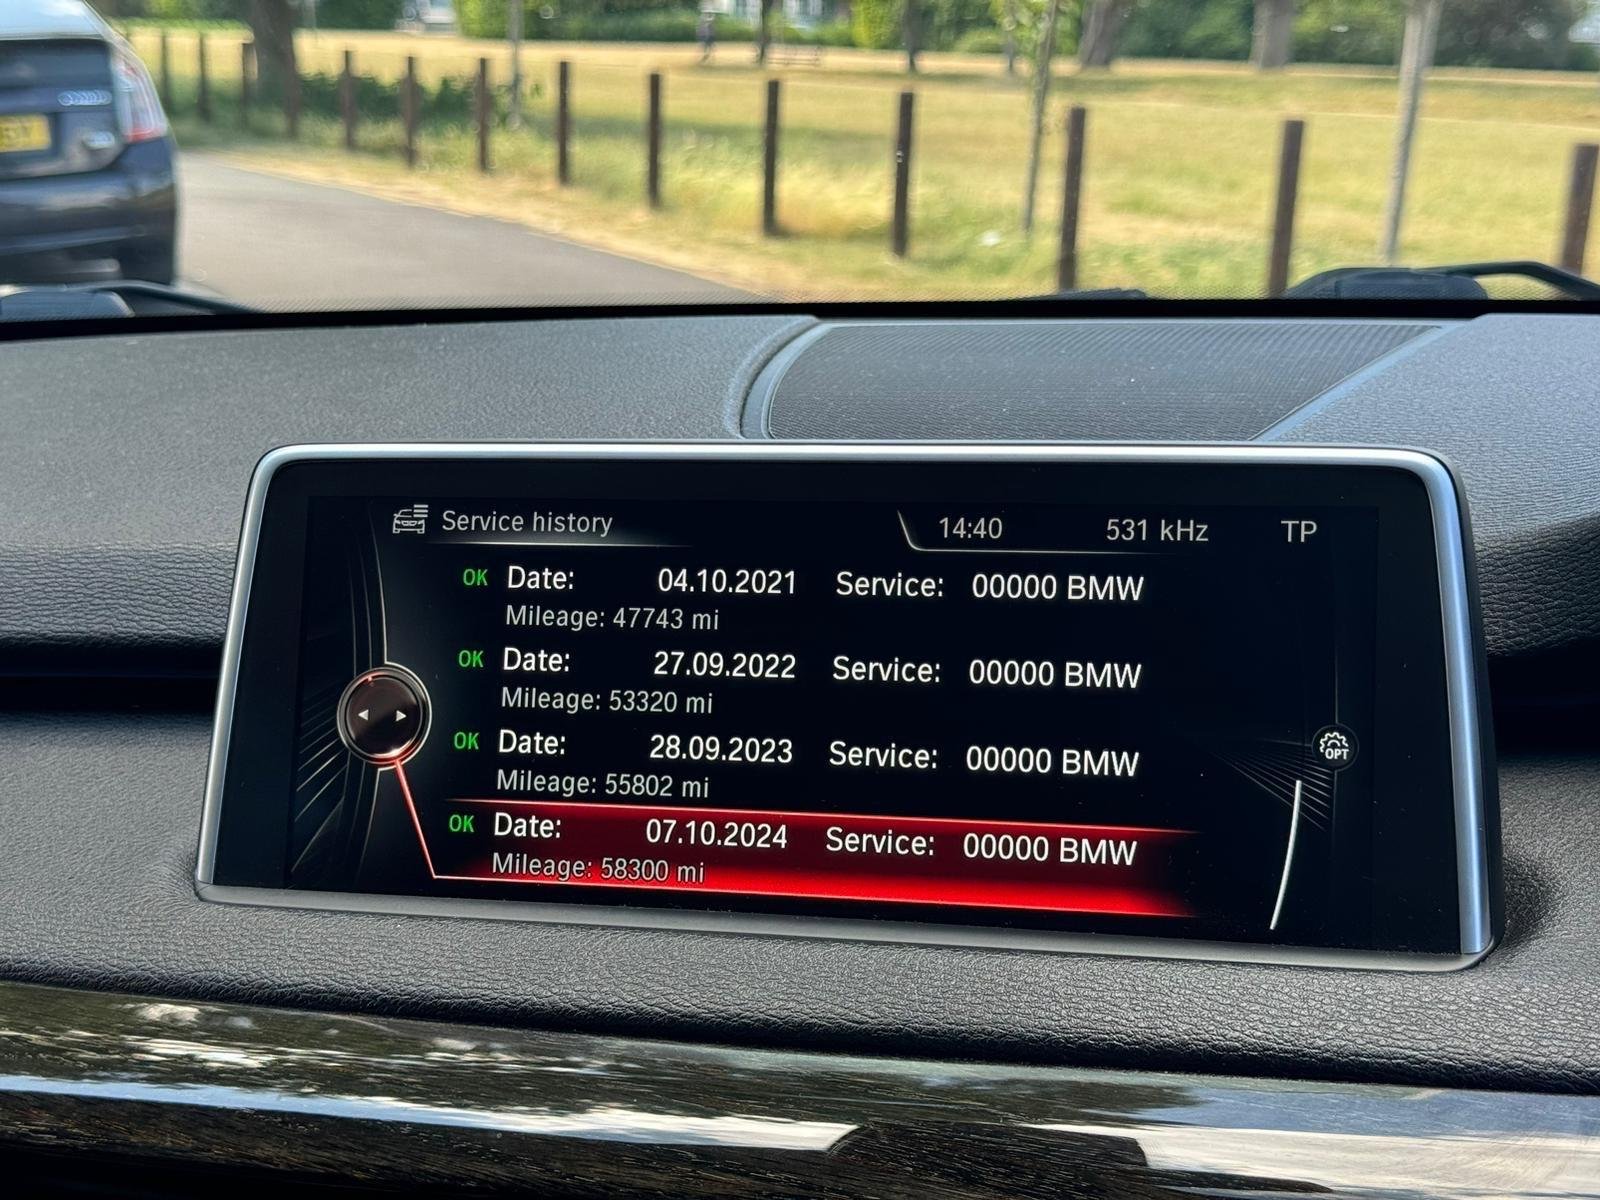 Service history 14:40 531 kHz TP
OK Date: 04.10.2021 Service: 00000 BMW
Mileage: 47743 mi
OK Date: 27.09.2022 Service: 00000 BMW
Mileage: 53320 mi
OK Date: 28.09.2023 Service: 00000 BMW
Mileage: 55802 mi
OPT
OK Date: 07.10.2024 Service: 00000 BMW
Mileage: 58300 mi